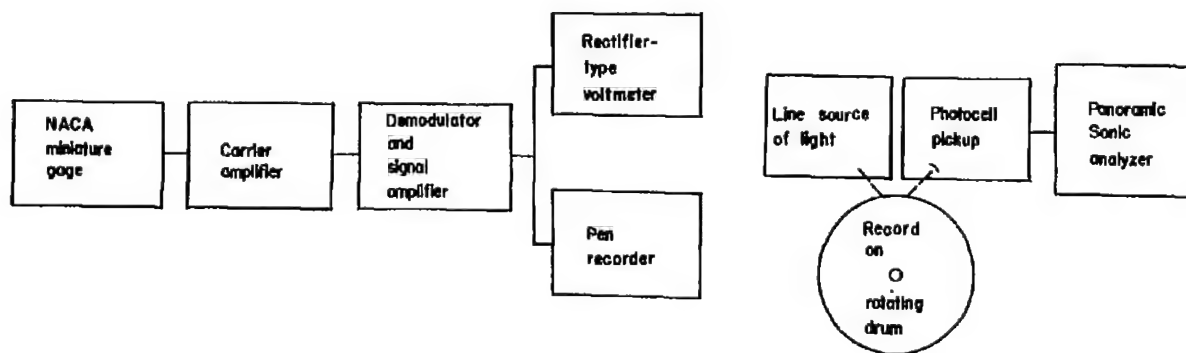 NACA
miniature
gage
Carrier
amplifier
Demodulator
and
signal
amplifier
Rectifier-
type
voltmeter
Pen
recorder
Line source
of light
Photocell
pickup
Panoramic
Sonic
analyzer
Record
on
rotating
drum